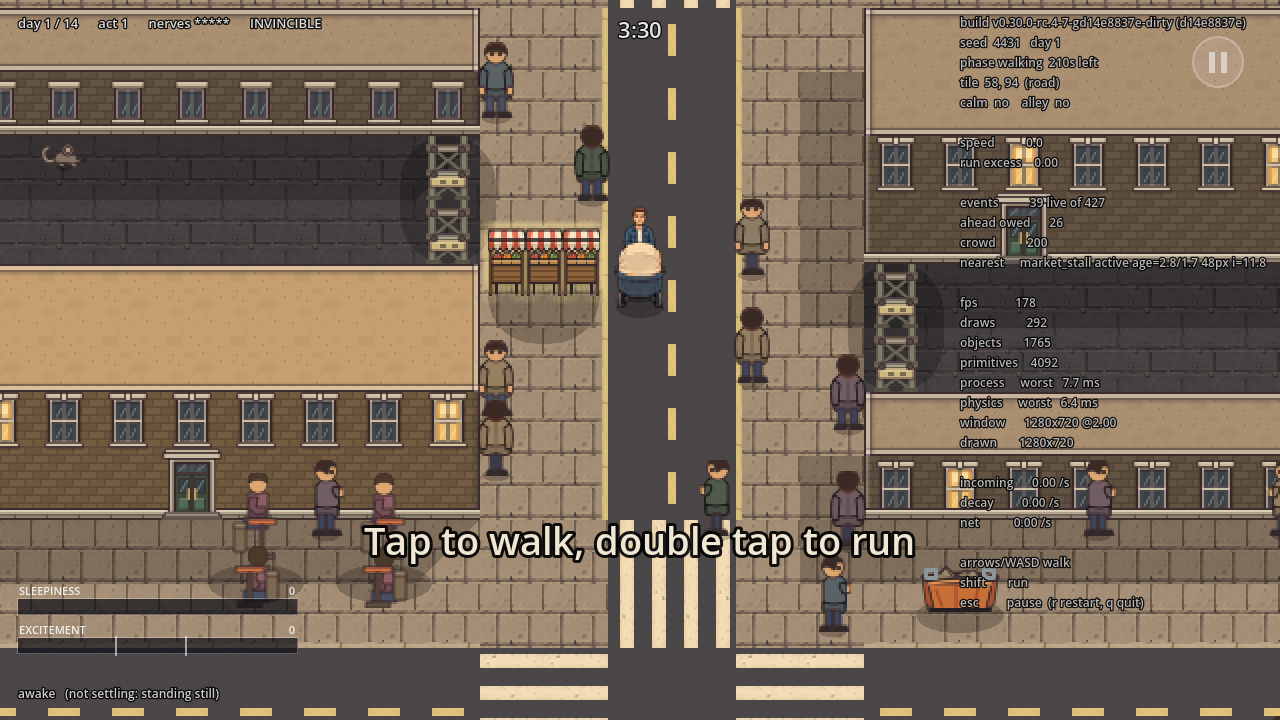 day 1 / 14 act 1 nerves ***** INVINCIBLE
3:30
build v0.30.0-rc.4-7-gd14e8837e-dirty (d14e8837e)
seed 4431 day 1
phase walking 210s left
tile 58, 94 (road)
calm no alley no
speed 0.0
run excess 0.00
events 39 live of 427
ahead owed 26
crowd 200
nearest market_stall active age=2.8/1.7 48px i=11.8
fps 178
draws 292
objects 1765
primitives 4092
process worst 7.7 ms
physics worst 6.4 ms
window 1280x720 @2.00
drawn 1280x720
incoming 0.00 /s
decay 0.00 /s
net 0.00 /s
Tap to walk, double tap to run
arrows/WASD walk
shift run
esc pause (r restart, q quit)
SLEEPINESS 0
EXCITEMENT 0
awake (not settling: standing still)